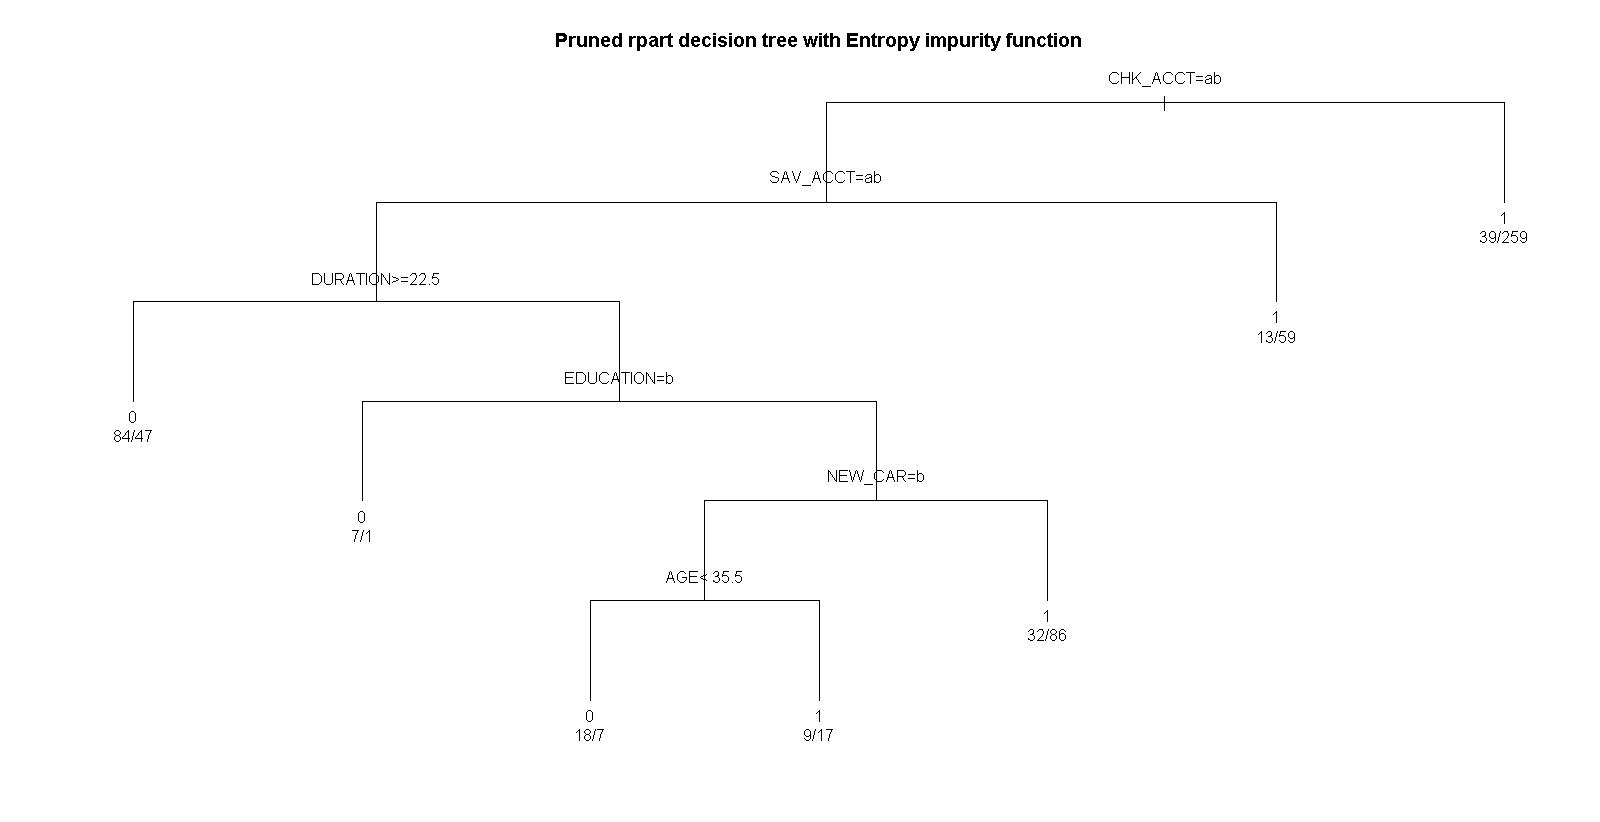 Pruned rpart decision tree with Entropy impurity function
CHK_ACCT=ab
SAV_ACCT=ab
1
39/259
DURATION>=22.5
1
13/59
EDUCATION=b
0
84/47
NEW_CAR=b
0
7/1
AGE< 35.5
1
32/86
0
18/7
1
9/17